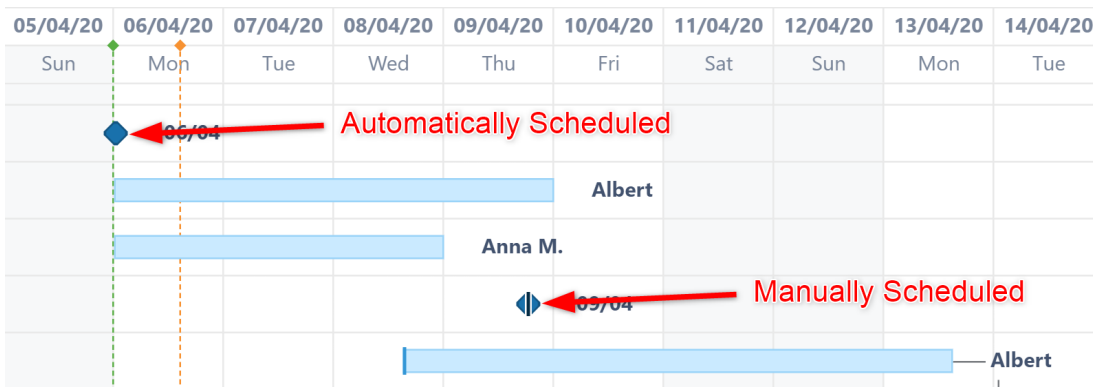 05/04/20 06/04/20 07/04/20 08/04/20 09/04/20 10/04/20 11/04/20 12/04/20 13/04/20 14/04/20
Sun Mon Tue Wed Thu Fri Sat Sun Mon Tue
06/04 Automatically Scheduled
Albert
Anna M.
09/04 Manually Scheduled
Albert